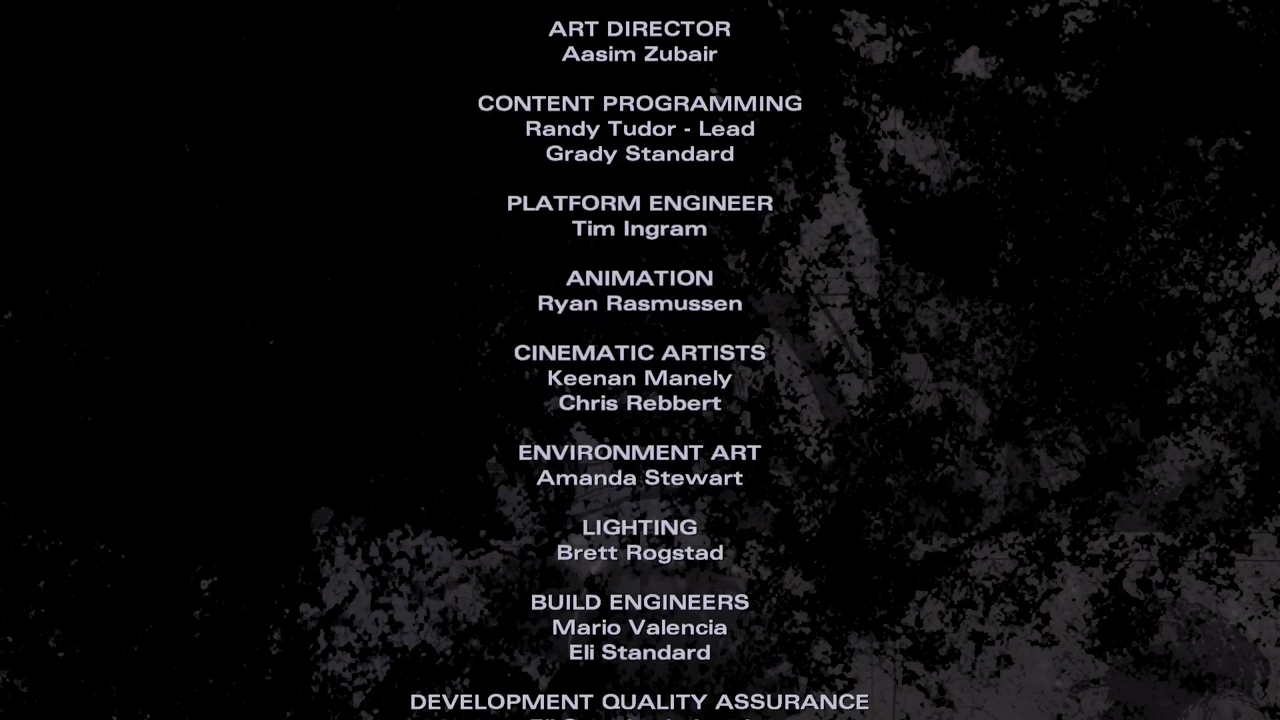 ART DIRECTOR
Aasim Zubair
CONTENT PROGRAMMING
Randy Tudor - Lead
Grady Standard
PLATFORM ENGINEER
Tim Ingram
ANIMATION
Ryan Rasmussen
CINEMATIC ARTISTS
Keenan Manely
Chris Rebbert
ENVIRONMENT ART
Amanda Stewart
LIGHTING
Brett Rogstad
BUILD ENGINEERS
Mario Valencia
Eli Standard
DEVELOPMENT QUALITY ASSURANCE